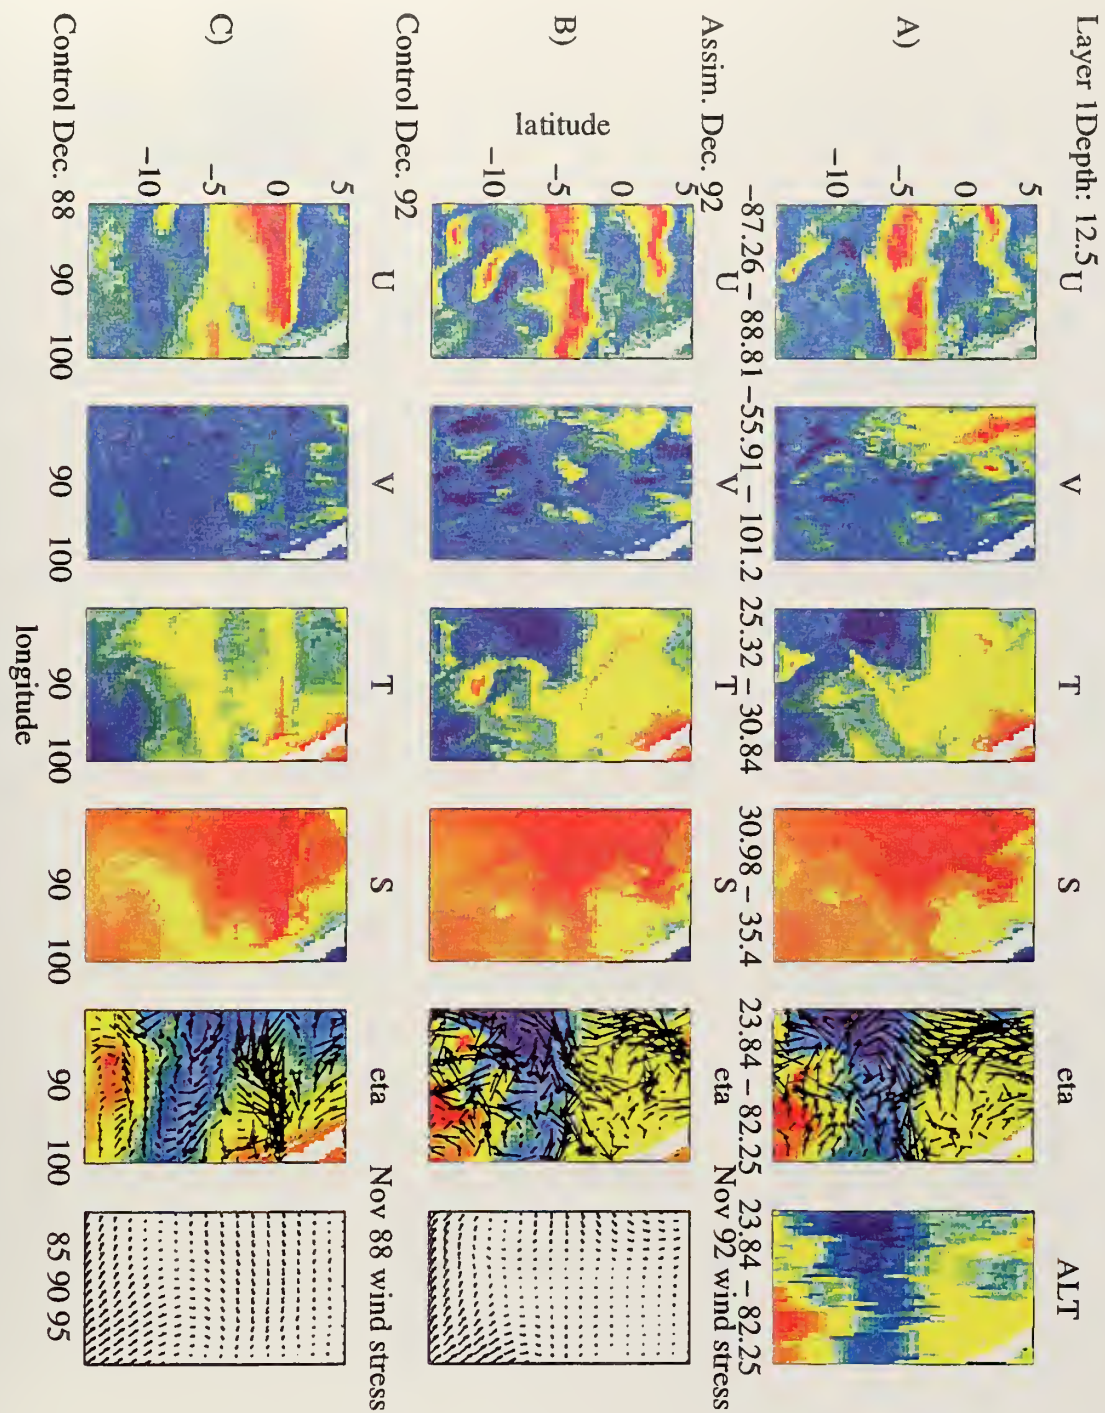 Layer 1Depth: 12.5
U V T S eta ALT
A)
Assim. Dec. 92
−87.26 − 88.81 −55.91 − 101.2 25.32 − 30.84 30.98 − 35.4 23.84 − 82.25 23.84 − 82.25
U V T S eta Nov 92 wind stress
B)
latitude
5
0
−5
−10
5
0
−5
−10
5
0
−5
−10
Control Dec. 92
U V T S eta Nov 88 wind stress
C)
90 100 90 100 90 100 90 100 90 100 85 90 95
Control Dec. 88
longitude